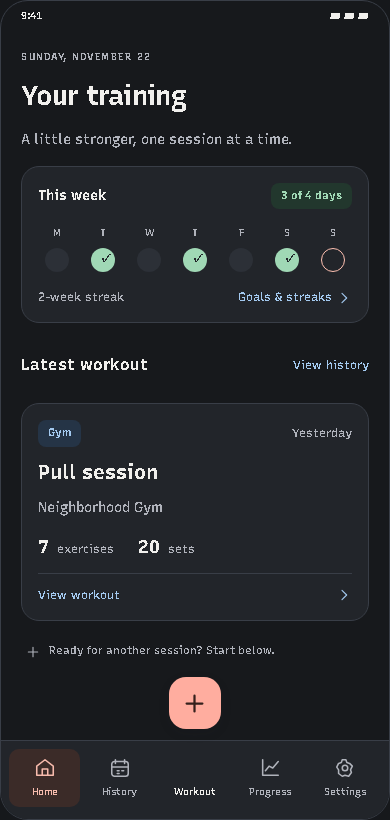 9:41
SUNDAY, NOVEMBER 22
Your training
A little stronger, one session at a time.
This week
3 of 4 days
M T W T F S S
2-week streak
Goals & streaks
Latest workout
View history
Gym
Yesterday
Pull session
Neighborhood Gym
7 exercises 20 sets
View workout
Ready for another session? Start below.
Home History Workout Progress Settings